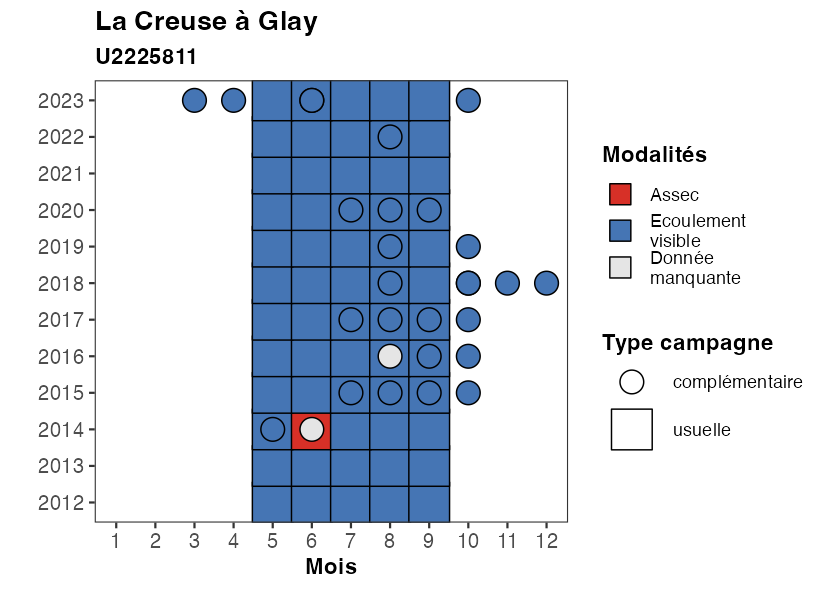 La Creuse à Glay
U2225811
2023
2022
2021
2020
2019
2018
2017
2016
2015
2014
2013
2012
1 2 3 4 5 6 7 8 9 10 11 12
Mois
Modalités
Assec
Ecoulement
visible
Donnée
manquante
Type campagne
complémentaire
usuelle